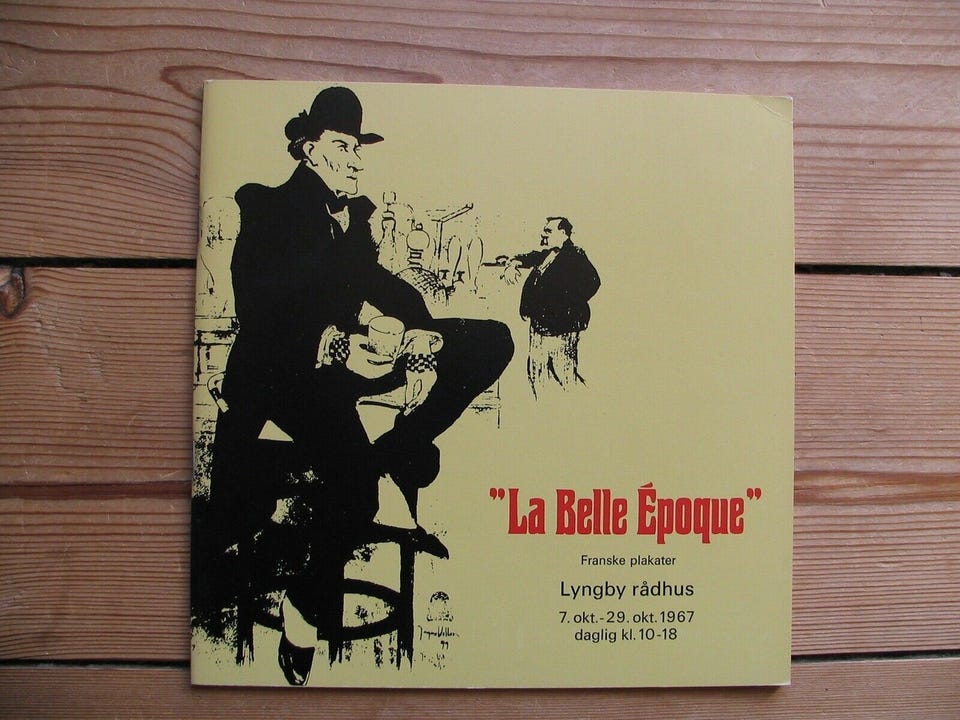 "La Belle Époque"
Franske plakater
Lyngby rådhus
7. okt.-29. okt. 1967
daglig kl. 10-18